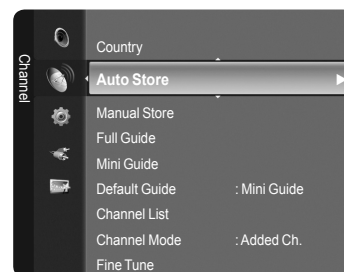 Channel
Country
Auto Store
Manual Store
Full Guide
Mini Guide
Default Guide : Mini Guide
Channel List
Channel Mode : Added Ch.
Fine Tune